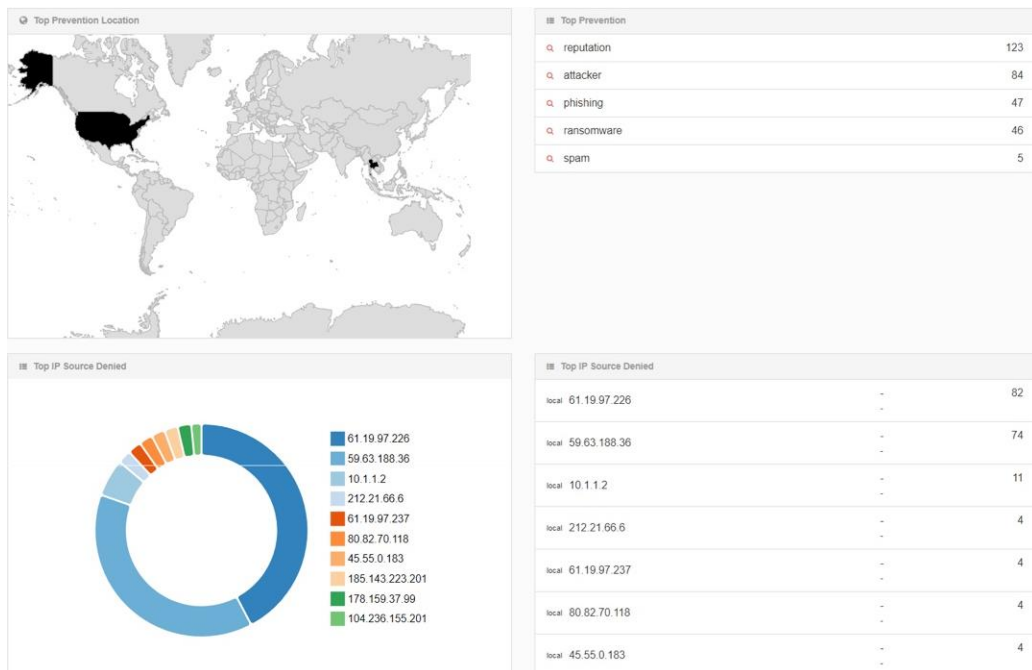 Top Prevention Location
Top Prevention
reputation 123
attacker 84
phishing 47
ransomware 46
spam 5
Top IP Source Denied
61.19.97.226
59.63.188.36
10.1.1.2
212.21.66.6
61.19.97.237
80.82.70.118
45.55.0.183
185.143.223.201
178.159.37.99
104.236.155.201
Top IP Source Denied
local 61.19.97.226 - 82
-
local 59.63.188.36 - 74
-
local 10.1.1.2 - 11
-
local 212.21.66.6 - 4
-
local 61.19.97.237 - 4
-
local 80.82.70.118 - 4
-
local 45.55.0.183 - 4
-